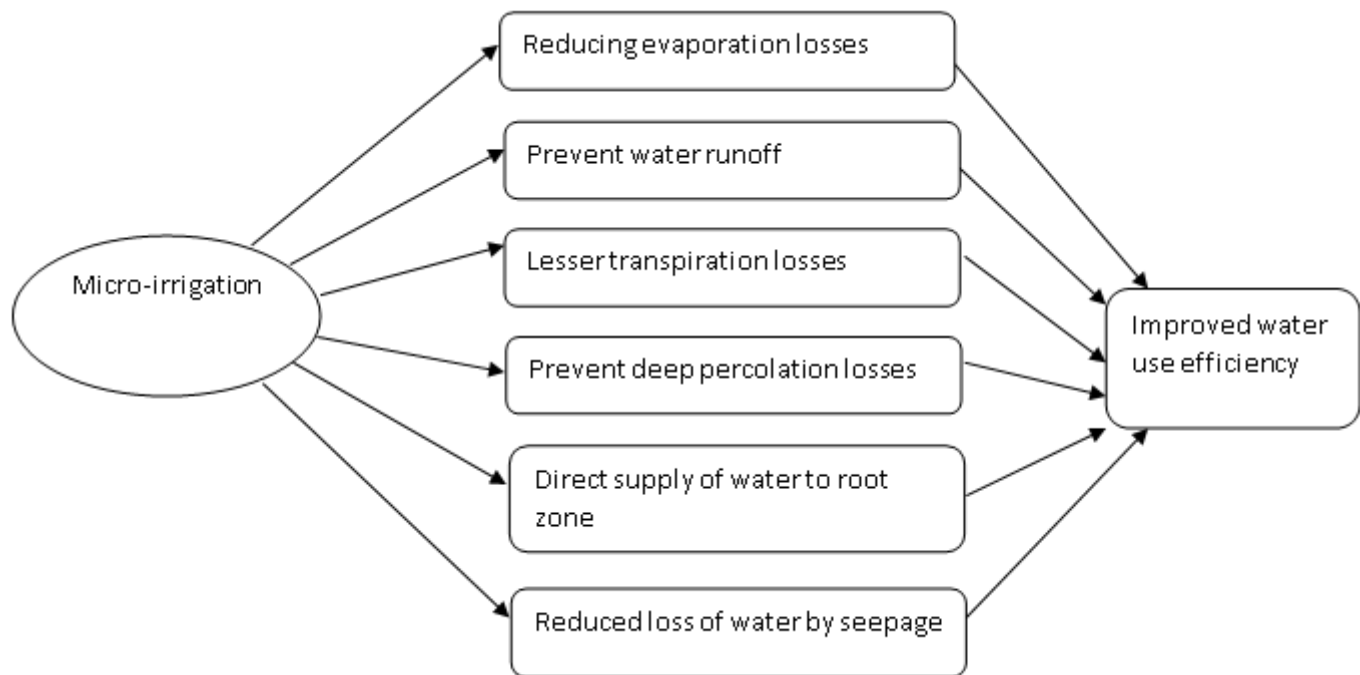 Reducing evaporation losses
Prevent water runoff
Micro-irrigation
Lesser transpiration losses
Prevent deep percolation losses
Direct supply of water to root
zone
Reduced loss of water by seepage
Improved water
use efficiency